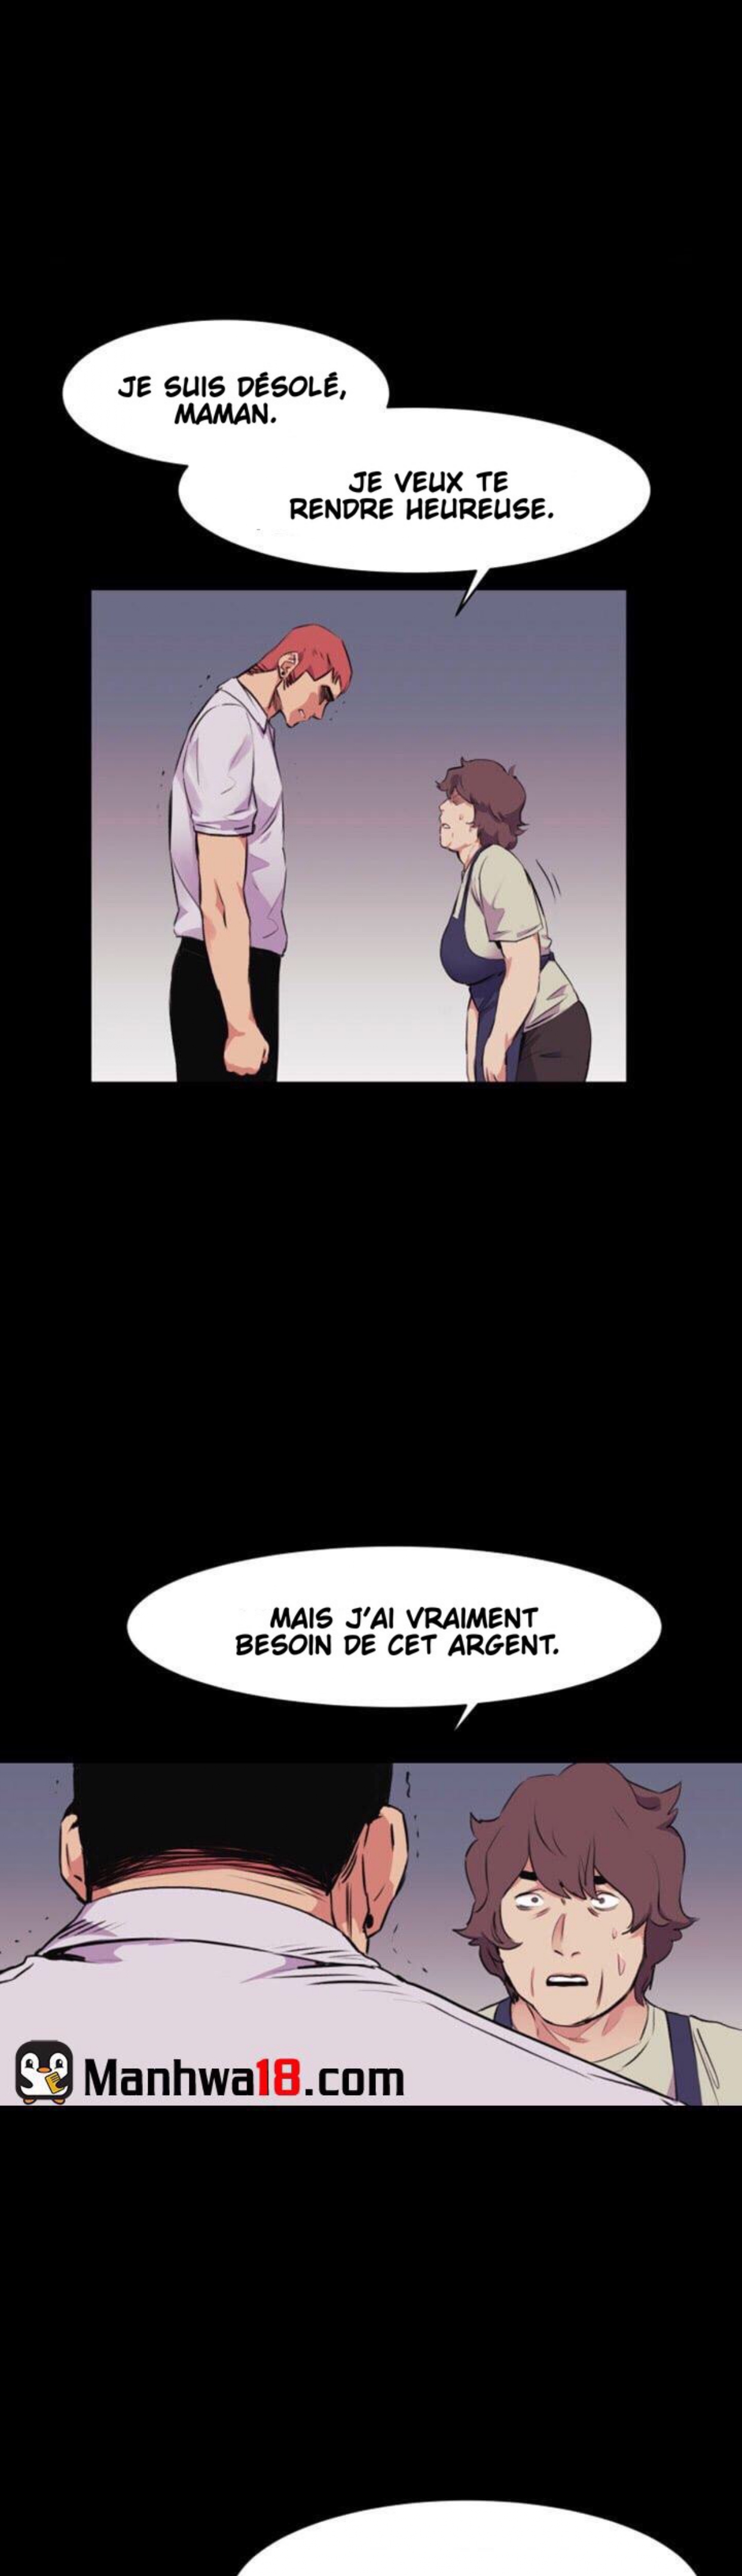 JE SUIS DÉSOLÉ,
MAMAN.
JE VEUX TE
RENDRE HEUREUSE.
MAIS J'AI VRAIMENT
BESOIN DE CET ARGENT.
Manhwa18.com